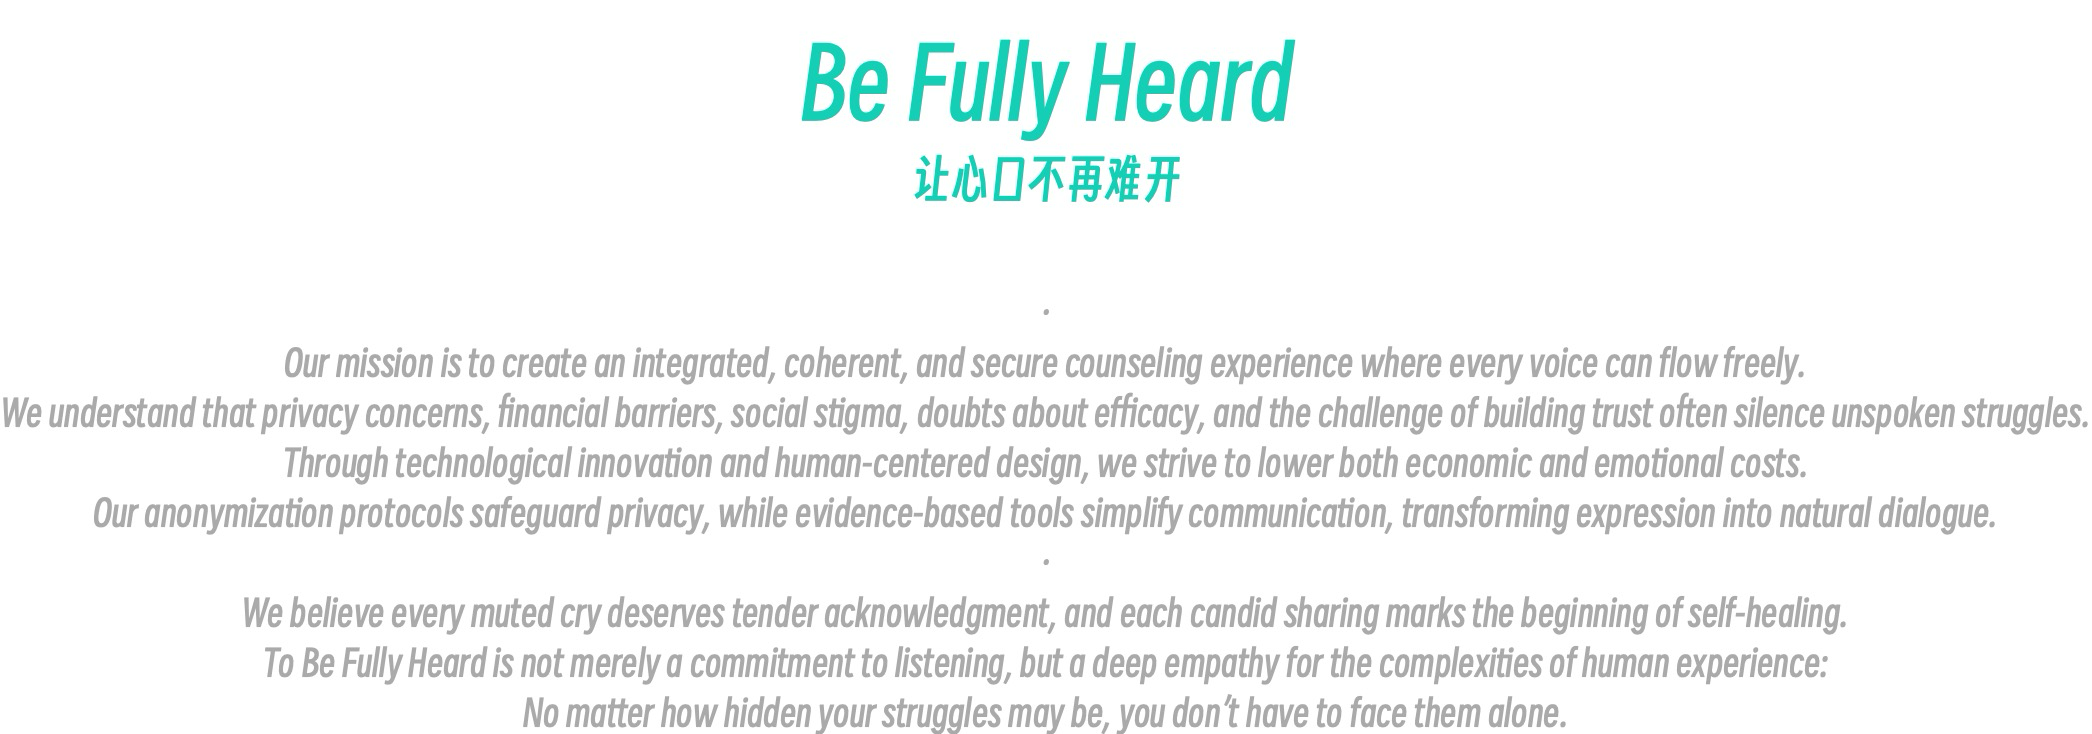 Be Fully Heard
让心口不再难开
·
Our mission is to create an integrated, coherent, and secure counseling experience where every voice can flow freely.
We understand that privacy concerns, financial barriers, social stigma, doubts about efficacy, and the challenge of building trust often silence unspoken struggles.
Through technological innovation and human-centered design, we strive to lower both economic and emotional costs.
Our anonymization protocols safeguard privacy, while evidence-based tools simplify communication, transforming expression into natural dialogue.
·
We believe every muted cry deserves tender acknowledgment, and each candid sharing marks the beginning of self-healing.
To Be Fully Heard is not merely a commitment to listening, but a deep empathy for the complexities of human experience:
No matter how hidden your struggles may be, you don’t have to face them alone.